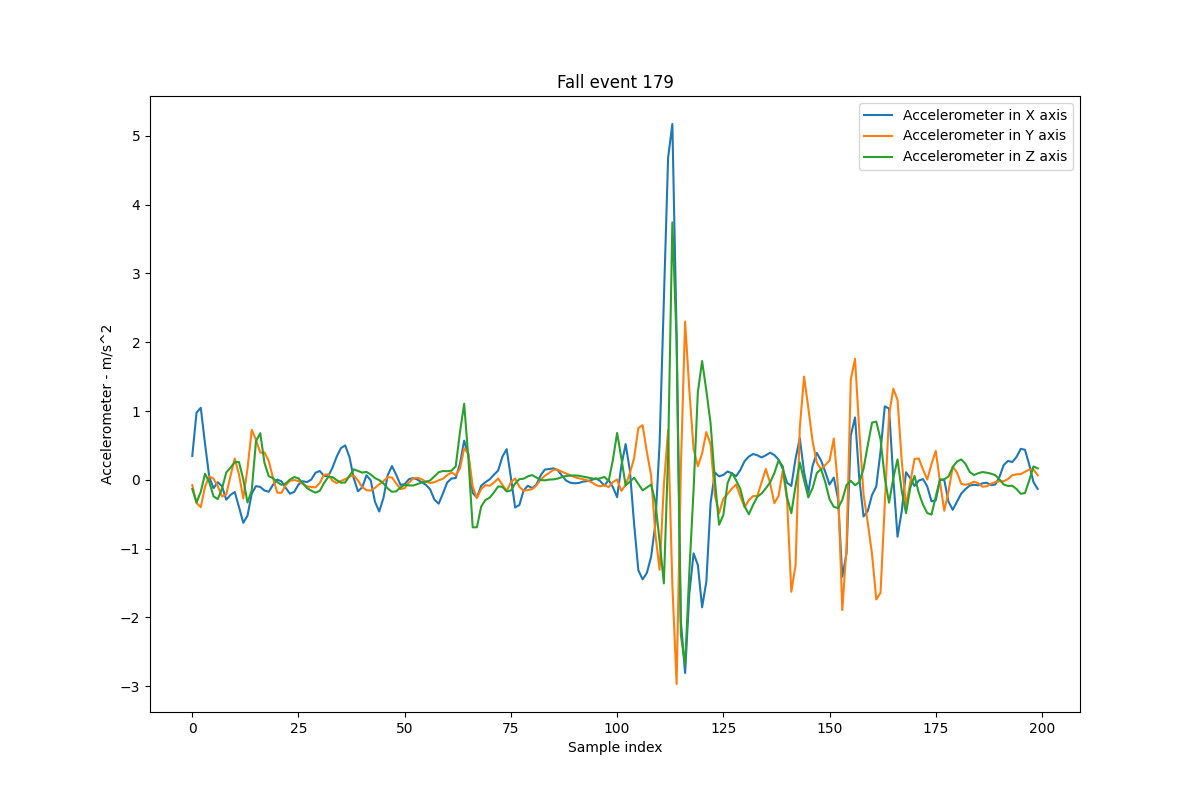 Fall event 179
Accelerometer in X axis
Accelerometer in Y axis
Accelerometer in Z axis
5
4
3
2
1
0
−1
−2
−3
Accelerometer - m/s^2
0 25 50 75 100 125 150 175 200
Sample index